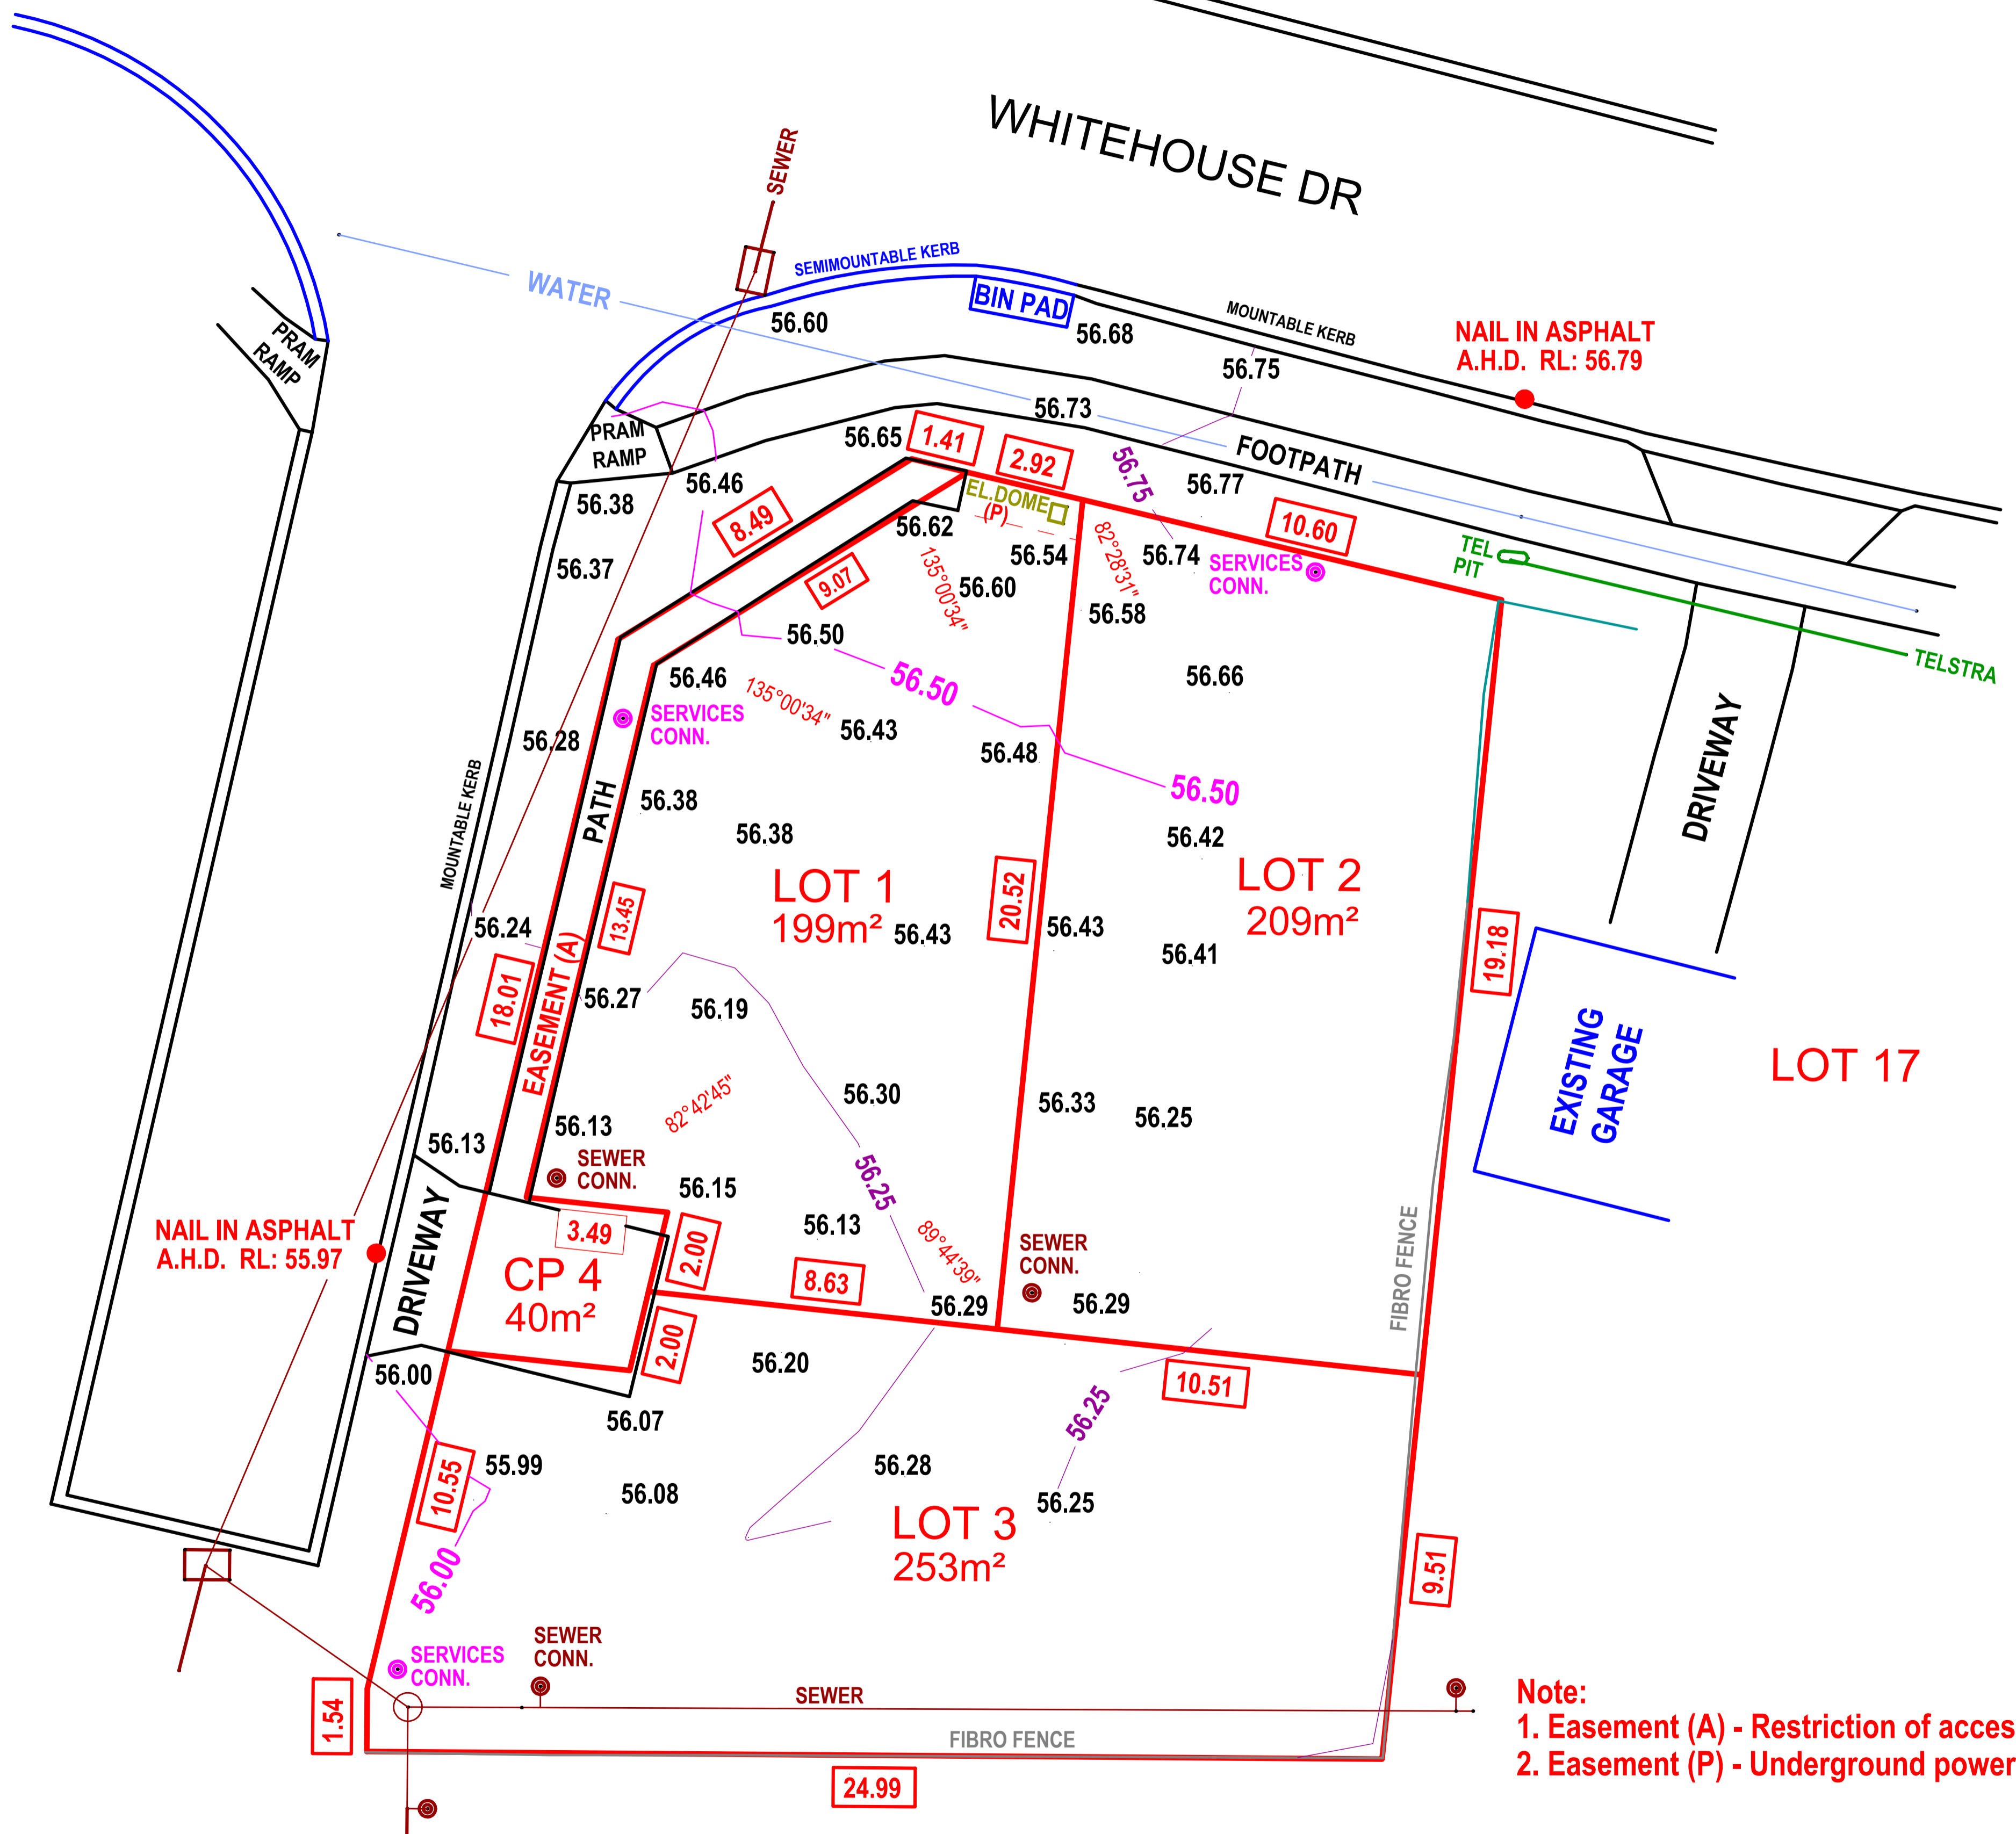 WHITEHOUSE DR
SEWER
SEMIMOUNTABLE KERB
WATER
BIN PAD
56.60
56.68
MOUNTABLE KERB
NAIL IN ASPHALT
A.H.D. RL: 56.79
PRAM
RAMP
56.75
56.73
PRAM
RAMP
56.65
1.41
2.92
FOOTPATH
56.46
56.38
8.49
EL.DOME
(P)
56.75
56.77
10.60
56.62
56.54
56.74
SERVICES
CONN.
TEL
PIT
56.37
9.07
135°00'34"
56.60
82°28'31"
56.58
56.50
TELSTRA
56.46
135°00'34"
56.50
56.66
SERVICES
CONN.
56.43
56.28
56.48
DRIVEWAY
56.50
MOUNTABLE KERB
PATH
56.38
56.38
56.42
LOT 1
199m²
LOT 2
209m²
13.45
20.52
56.24
56.43
56.43
56.41
19.18
18.01
EASEMENT (A)
56.27
56.19
EXISTING
GARAGE
LOT 17
82°42'45"
56.30
56.33
56.25
56.13
56.13
SEWER
CONN.
56.15
56.25
56.13
NAIL IN ASPHALT
A.H.D. RL: 55.97
DRIVEWAY
3.49
2.00
89°44'39"
SEWER
CONN.
FIBRO FENCE
CP 4
40m²
8.63
56.29
56.29
2.00
56.00
56.20
10.51
56.25
56.07
10.55
55.99
56.08
56.28
56.25
LOT 3
253m²
56.00
9.51
SERVICES
CONN.
SEWER
CONN.
1.54
SEWER
FIBRO FENCE
24.99
Note:
1. Easement (A) - Restriction of acces
2. Easement (P) - Underground power